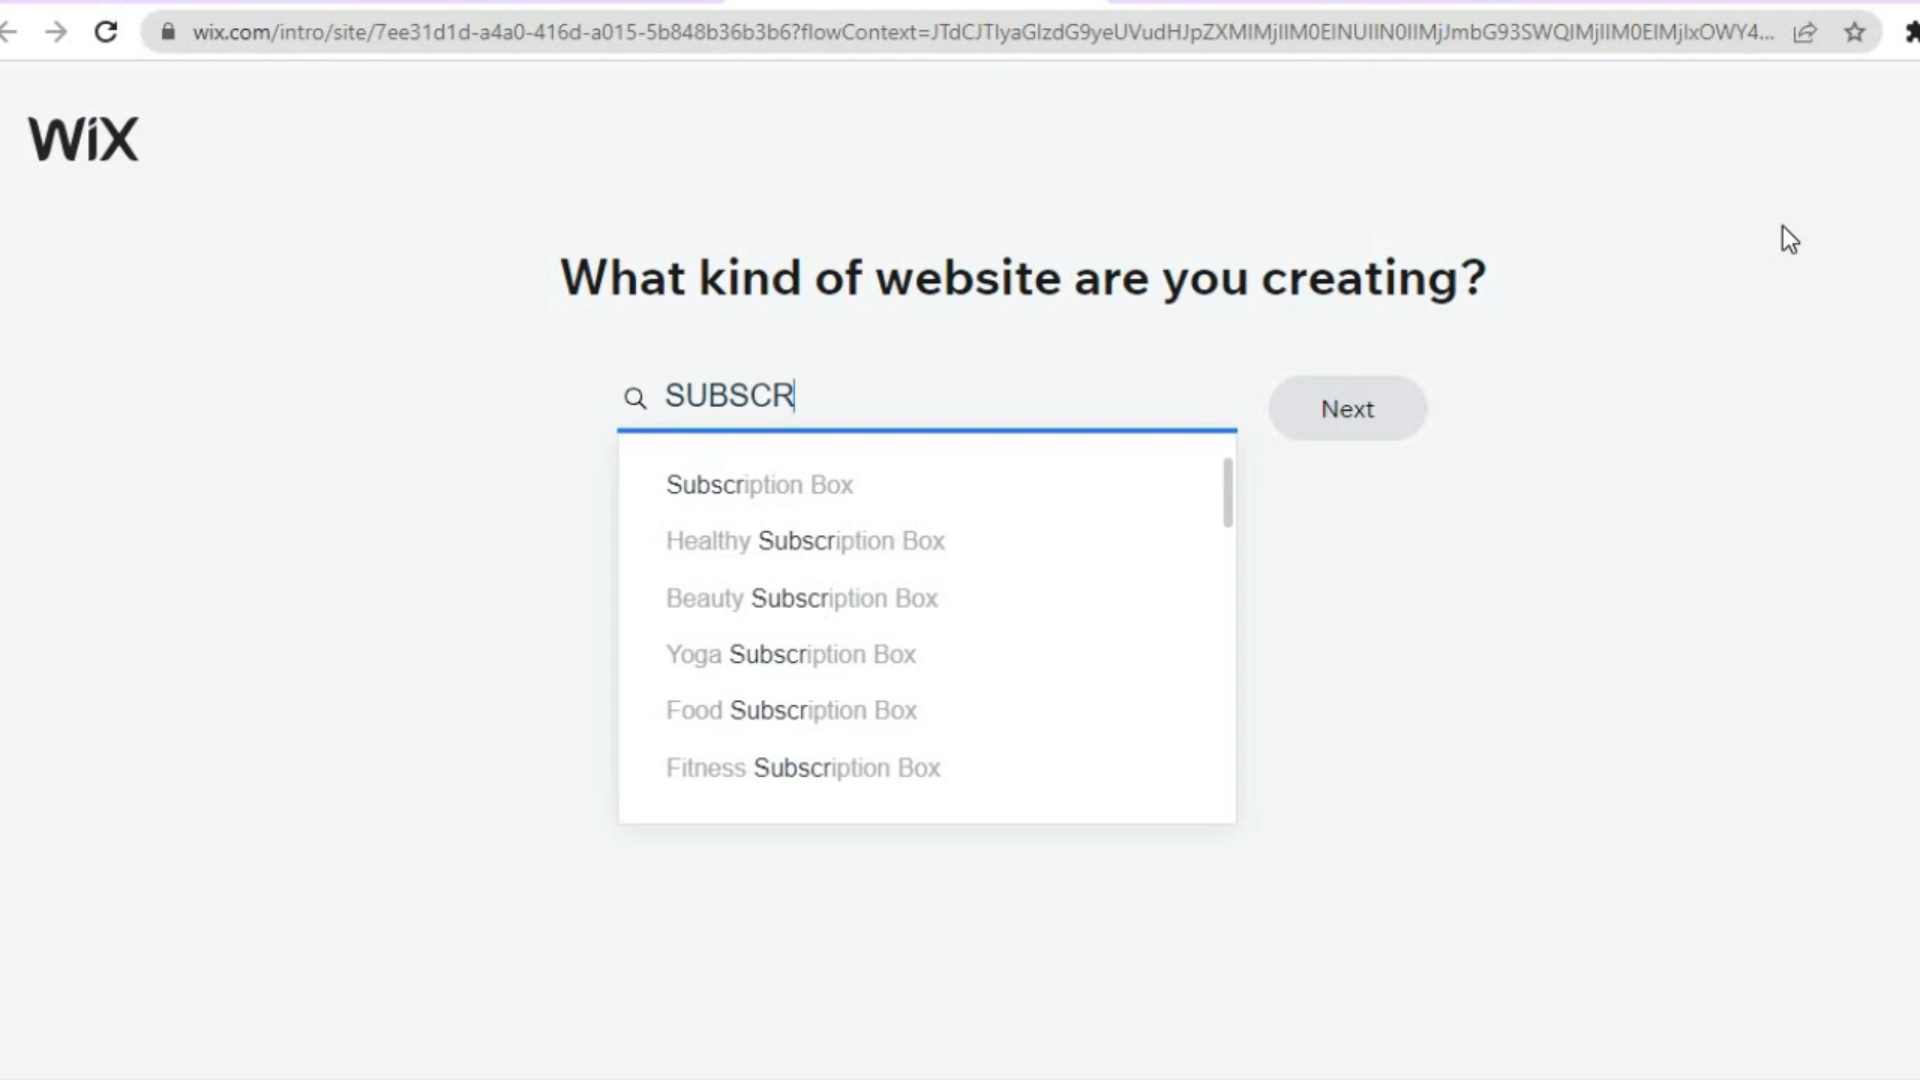 wix.com/intro/site/7ee31d1d-a4a0-416d-a015-5b848b36b3b6?flowContext=
WiX
What kind of website are you creating?
SUBSCR
Next
Subscription Box
Healthy Subscription Box
Beauty Subscription Box
Yoga Subscription Box
Food Subscription Box
Fitness Subscription Box